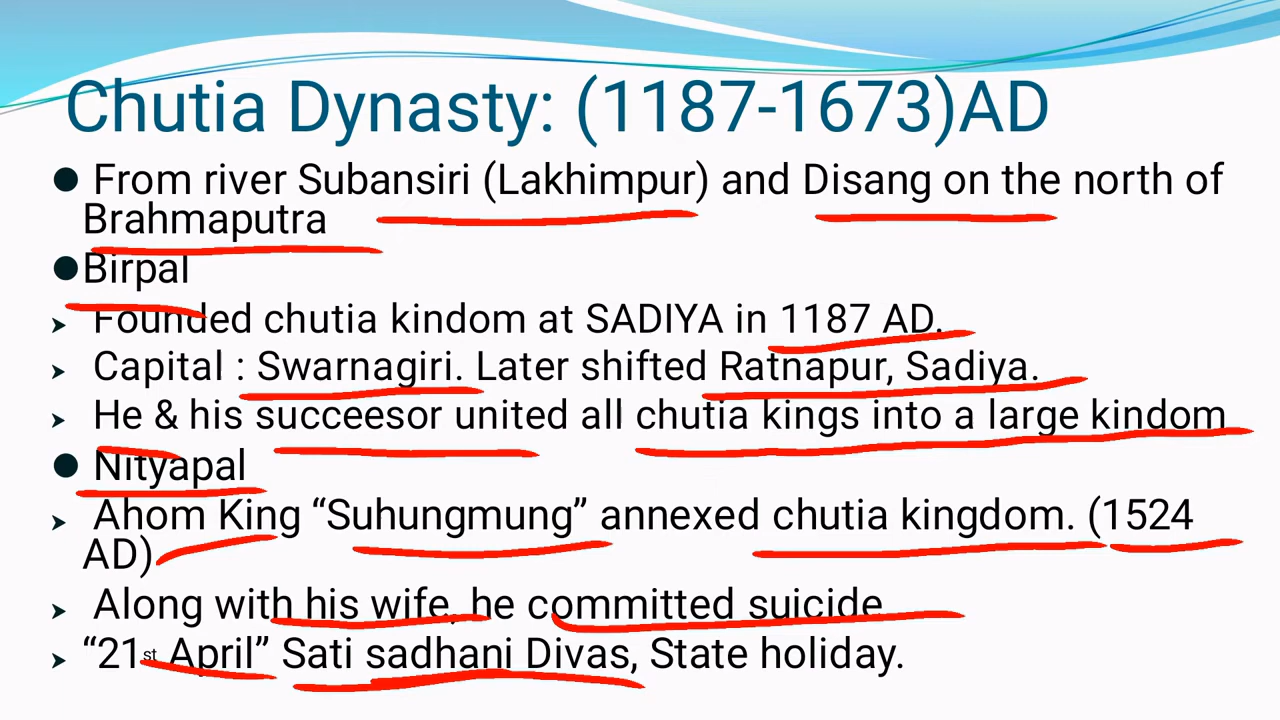 Chutia Dynasty: (1187-1673)AD
From river Subansiri (Lakhimpur) and Disang on the north of
Brahmaputra
Birpal
Founded chutia kindom at SADIYA in 1187 AD.
Capital : Swarnagiri. Later shifted Ratnapur, Sadiya.
He & his succeesor united all chutia kings into a large kindom
Nityapal
Ahom King “Suhungmung” annexed chutia kingdom. (1524
AD)
Along with his wife, he committed suicide
“21st April” Sati sadhani Divas, State holiday.